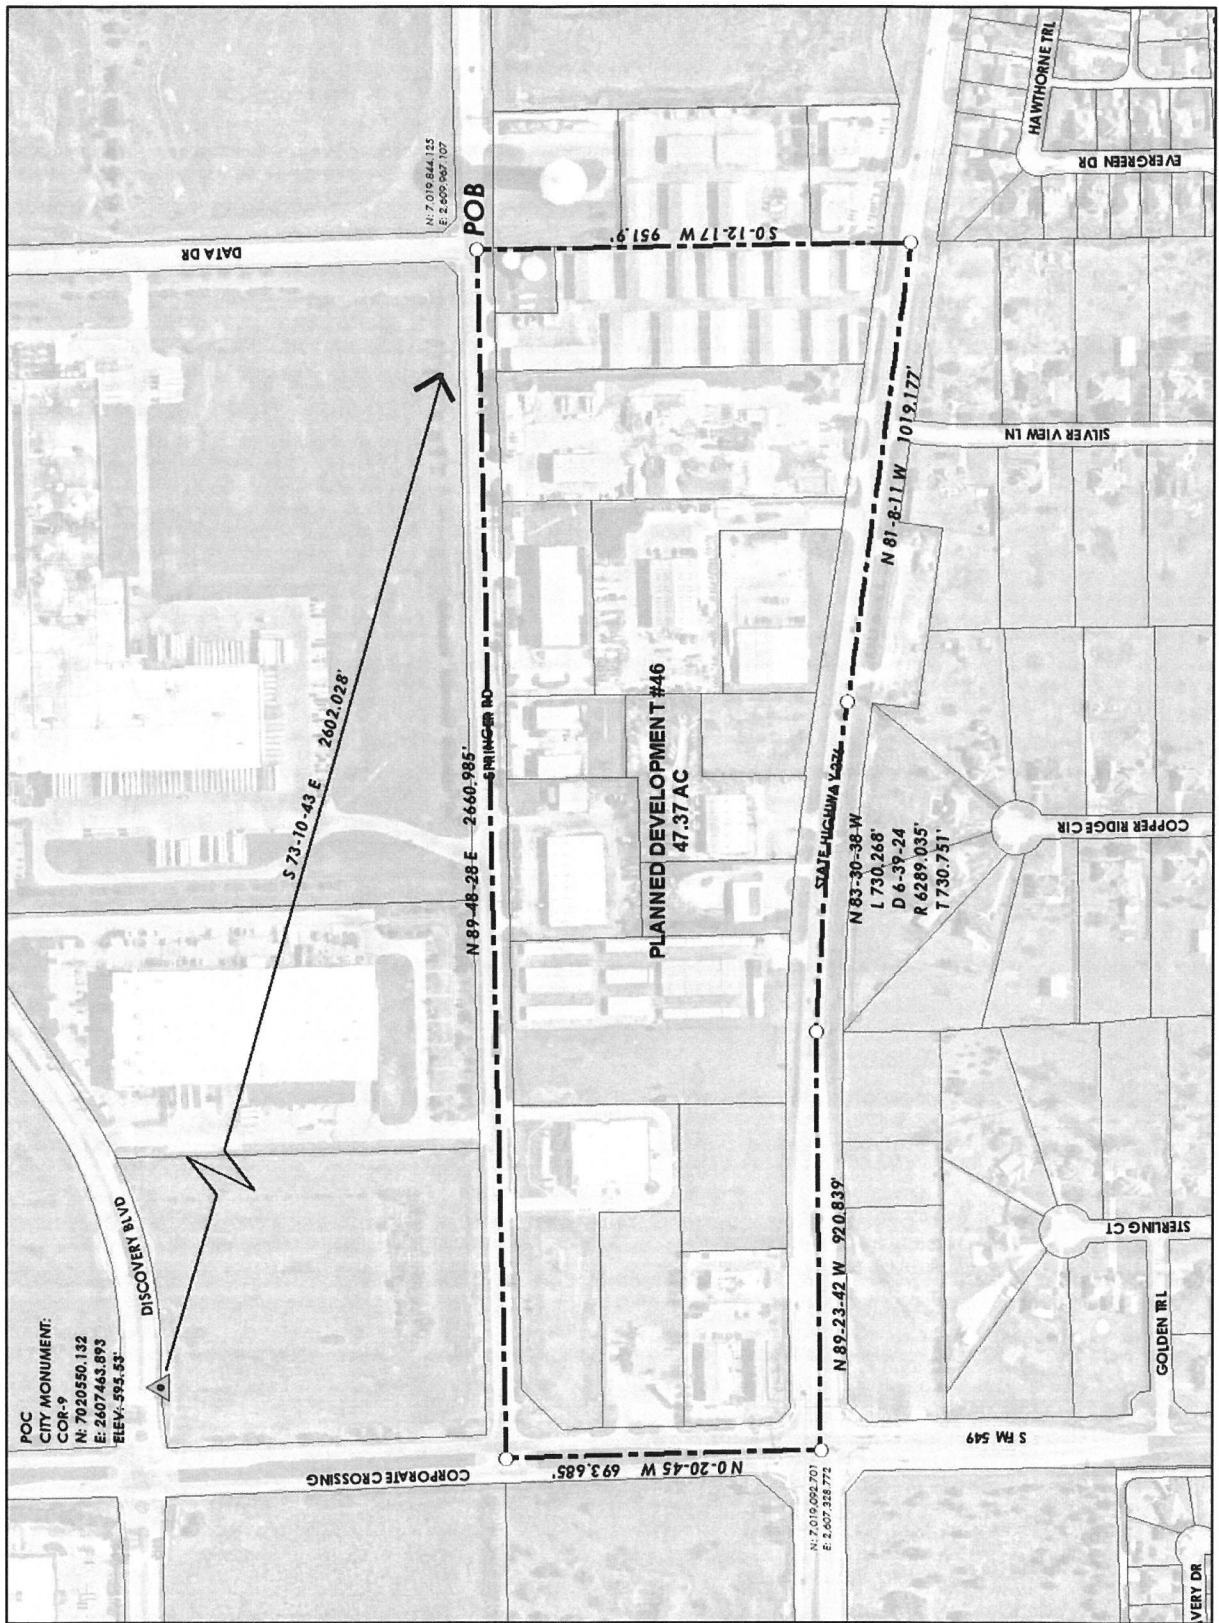 POC
CITY MONUMENT:
COR-9
N: 7020550.132
E: 2607463.893
ELEV: 595.53'
DISCOVERY BLVD
S 73-10-43 E 2602.028'
DATA DR
N: 7,019,844.125
E: 2,609,967.107
POB
CORPORATE CROSSING
N 89-48-28 E 2660.985'
SPRINGER RD
S 0-12-17 W 951.9'
PLANNED DEVELOPMENT #46
47.37 AC
N 0-20-45 W 693.685'
N: 7,019,092.701
E: 2,607,328.772
N 89-23-42 W 920.839'
STATE HIGHWAY 276
N 83-30-38 W
L 730.268'
D 6-39-24
R 6289.035'
T 730.751'
N 81-8-11 W 1019.177'
HAWTHORNE TRL
EVERGREEN DR
SILVER VIEW LN
COPPER RIDGE CIR
STERLING CT
GOLDEN TRL
S FM 549
VERY DR